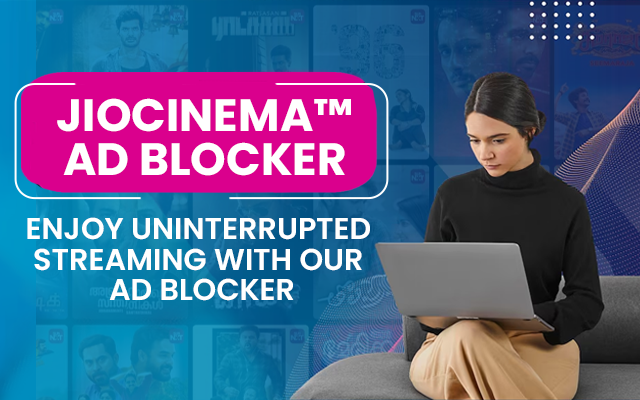 JIOCINEMA™
AD BLOCKER
ENJOY UNINTERRUPTED
STREAMING WITH OUR
AD BLOCKER